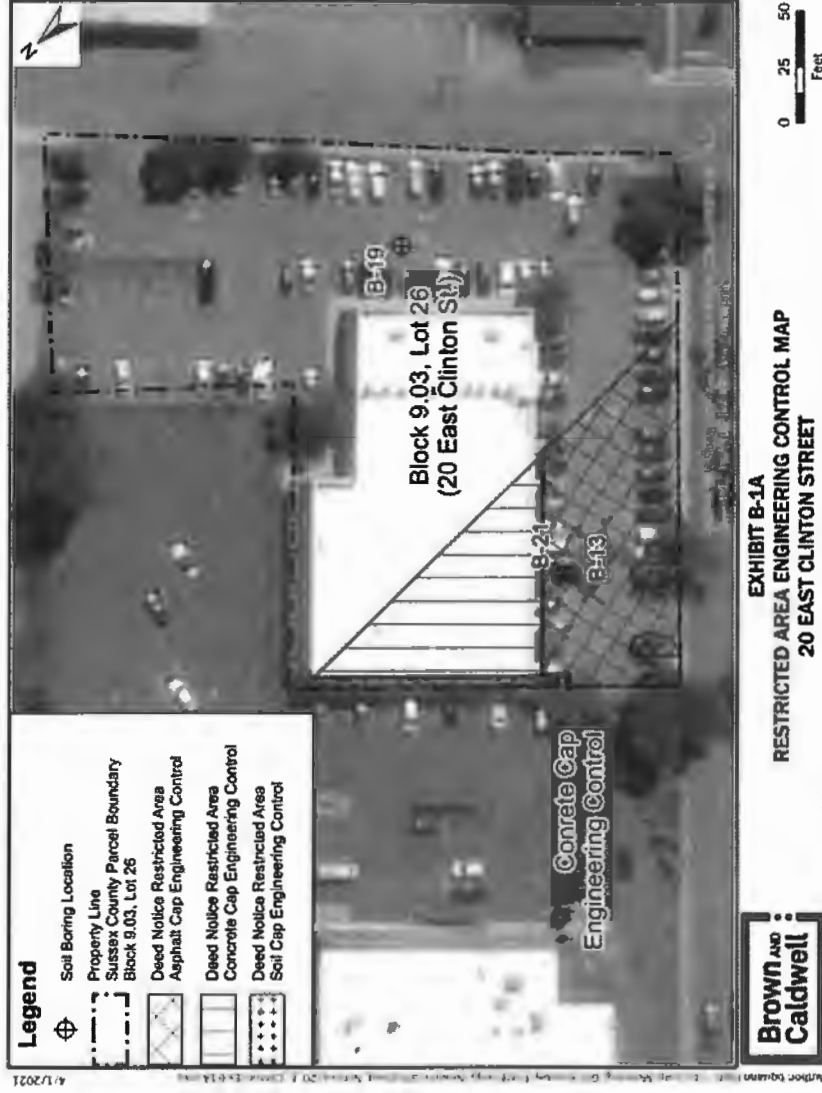 4/1/2021
N
Legend
Soil Boring Location
Property Line
Sussex County Parcel Boundary
Block 9.03, Lot 26
Deed Notice Restricted Area
Asphalt Cap Engineering Control
Deed Notice Restricted Area
Concrete Cap Engineering Control
Deed Notice Restricted Area
Soil Cap Engineering Control
B-19
Block 9.03, Lot 26
(20 East Clinton St.)
B-21
B-13
Conrete Cap
Engineering Control
0 25 50
Feet
Brown AND
Caldwell
EXHIBIT B-1A
RESTRICTED AREA ENGINEERING CONTROL MAP
20 EAST CLINTON STREET